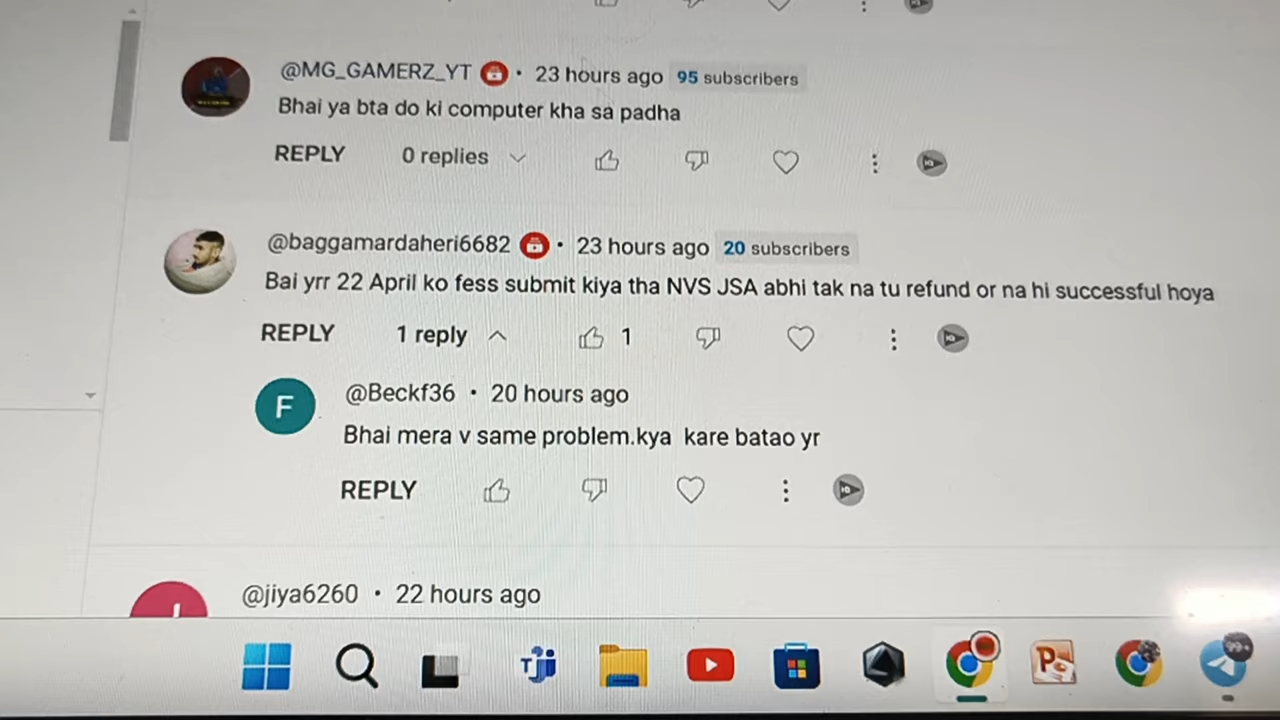 @MG_GAMERZ_YT • 23 hours ago 95 subscribers
Bhai ya bta do ki computer kha sa padha
REPLY 0 replies
@baggamardaheri6682 • 23 hours ago 20 subscribers
Bai yrr 22 April ko fess submit kiya tha NVS JSA abhi tak na tu refund or na hi successful hoya
REPLY 1 reply 1
F @Beckf36 • 20 hours ago
Bhai mera v same problem.kya kare batao yr
REPLY
@jiya6260 • 22 hours ago
T P 99+